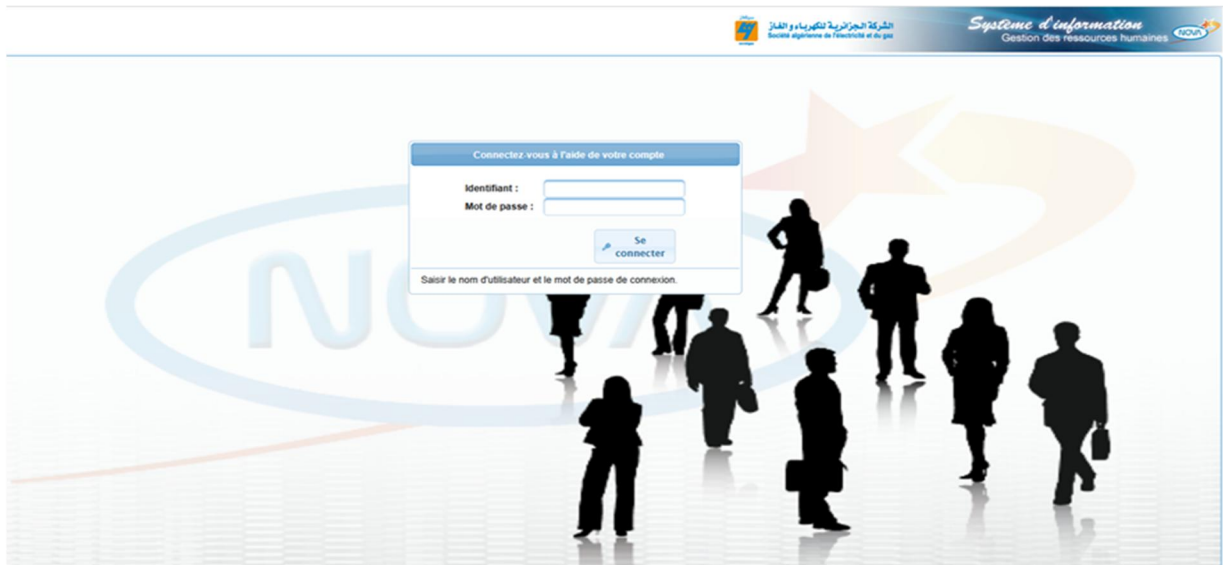 الشركة الجزائرية للكهرباء و الغاز
Société algérienne de l'électricité et du gaz
Système d'information
Gestion des ressources humaines
NOVA
Connectez-vous à l'aide de votre compte
Identifiant :
Mot de passe :
Se
connecter
Saisir le nom d'utilisateur et le mot de passe de connexion.
NOVA